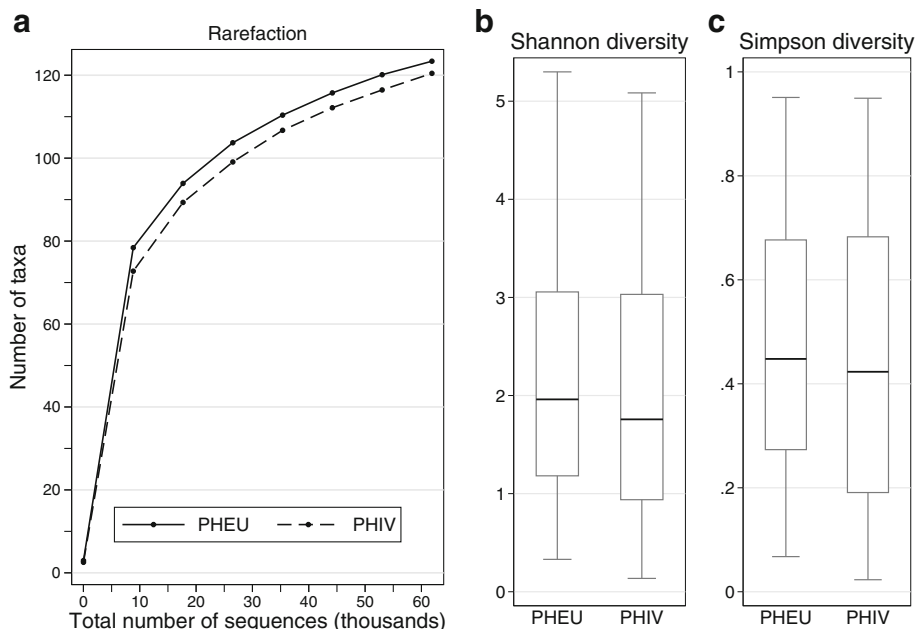 a
Rarefaction
Number of taxa
120
100
80
60
40
20
0
PHEU
PHIV
0 10 20 30 40 50 60
Total number of sequences (thousands)
b
Shannon diversity
5
4
3
2
1
0
PHEU PHIV
c
Simpson diversity
1
.8
.6
.4
.2
0
PHEU PHIV